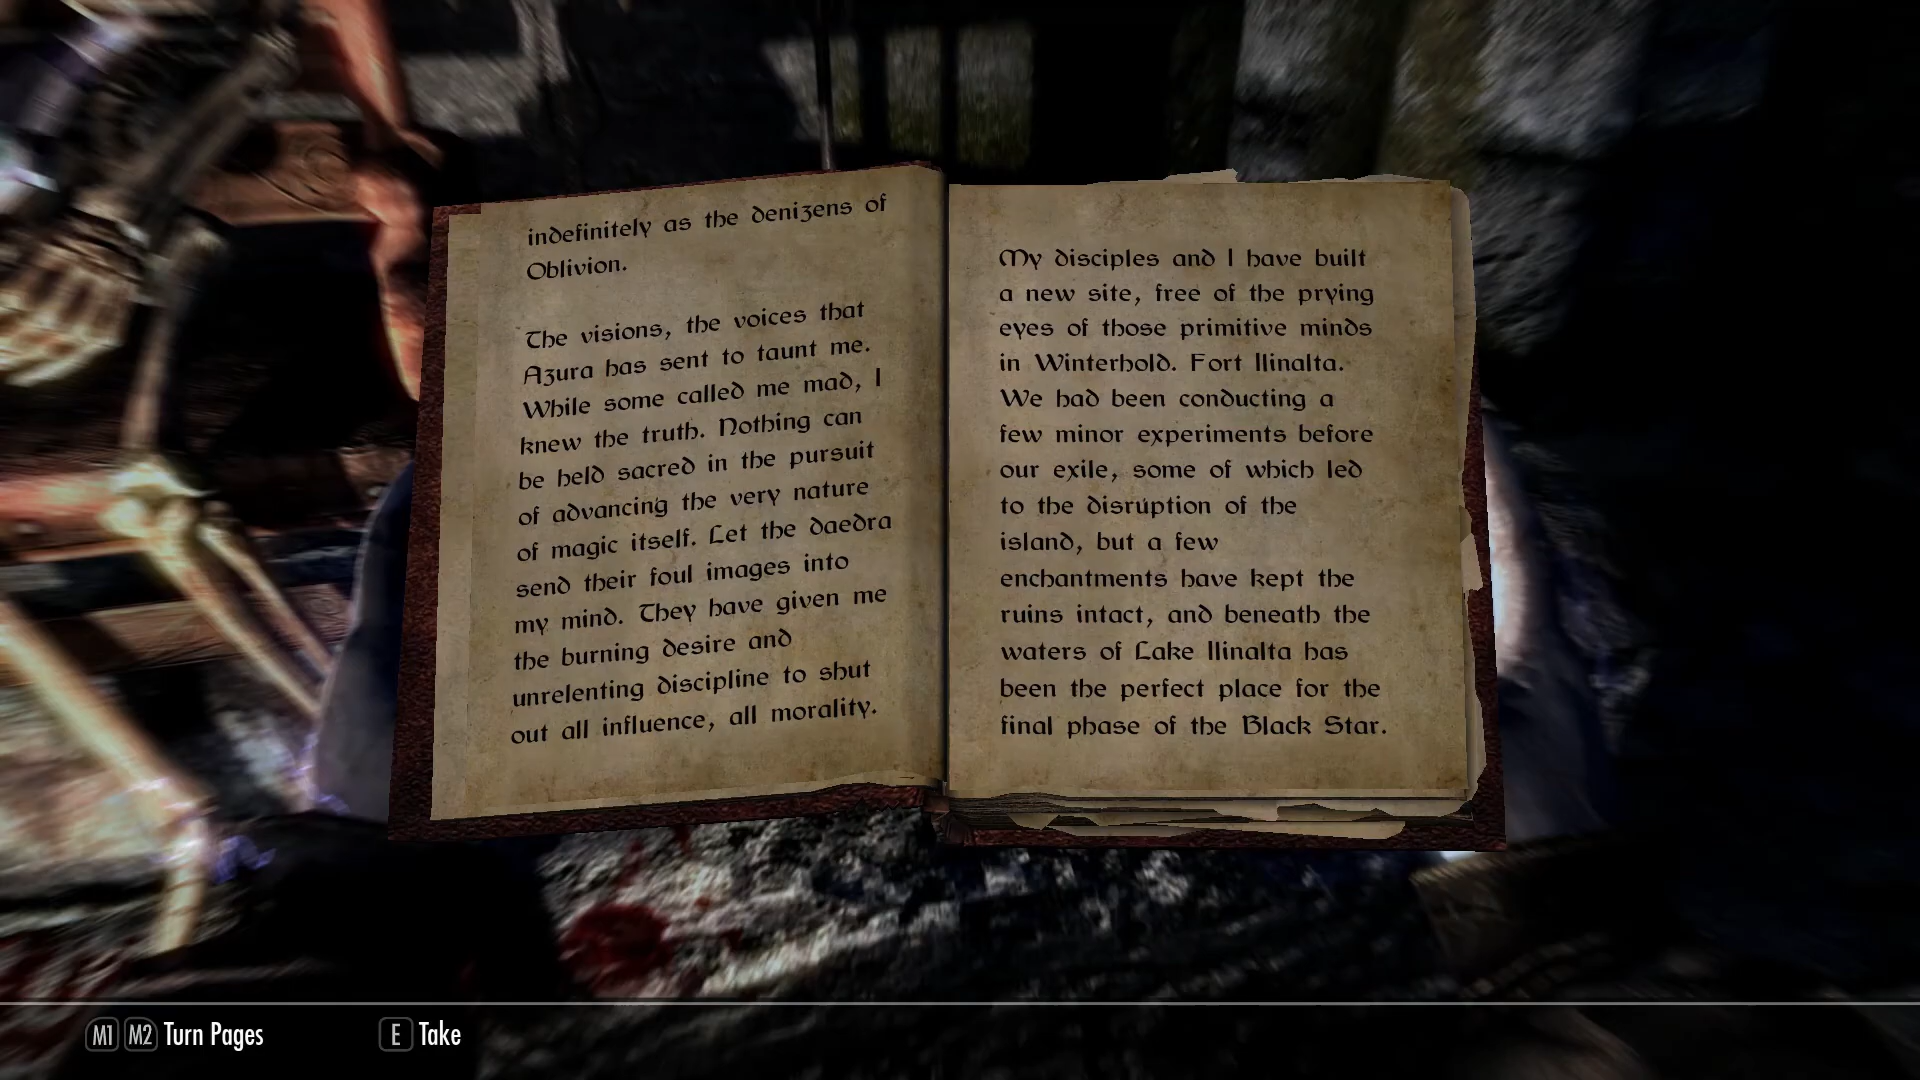 indefinitely as the denizens of
Oblivion.
The visions, the voices that
Azura has sent to taunt me.
While some called me mad, I
knew the truth. Nothing can
be held sacred in the pursuit
of advancing the very nature
of magic itself. Let the daedra
send their foul images into
my mind. They have given me
the burning desire and
unrelenting discipline to shut
out all influence, all morality.
My disciples and I have built
a new site, free of the prying
eyes of those primitive minds
in Winterhold. Fort Ilinalta.
We had been conducting a
few minor experiments before
our exile, some of which led
to the disruption of the
island, but a few
enchantments have kept the
ruins intact, and beneath the
waters of Lake Ilinalta has
been the perfect place for the
final phase of the Black Star.
M1 M2 Turn Pages
E Take